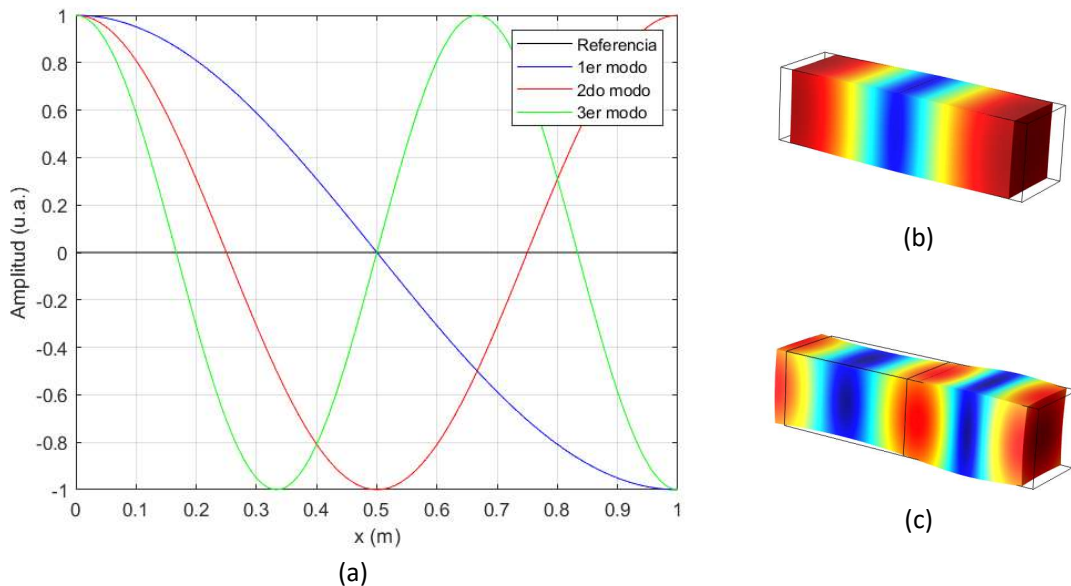 Amplitud (u.a.)
1
0.8
0.6
0.4
0.2
0
-0.2
-0.4
-0.6
-0.8
-1
Referencia
1er modo
2do modo
3er modo
0 0.1 0.2 0.3 0.4 0.5 0.6 0.7 0.8 0.9 1
x (m)
(a)
(b)
(c)